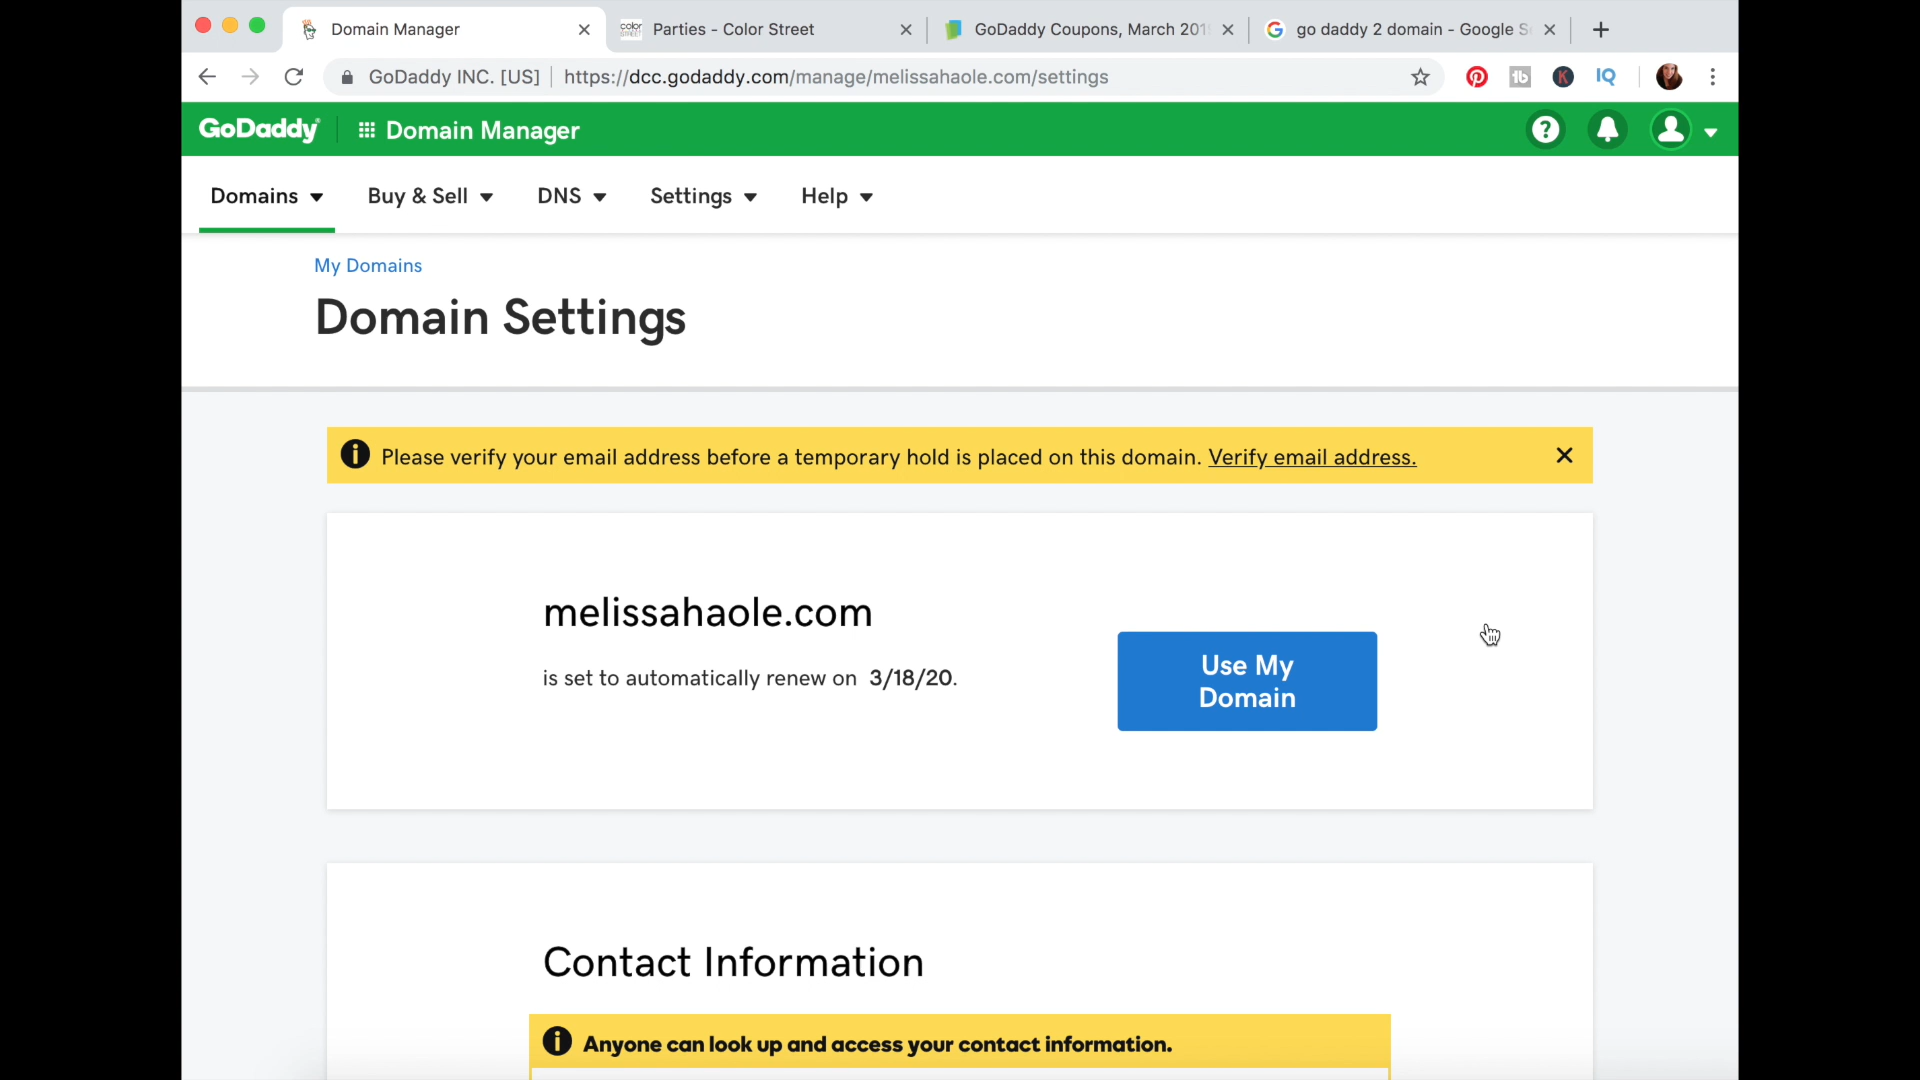 Domain Manager
Parties - Color Street
GoDaddy Coupons, March 201
go daddy 2 domain - Google S
GoDaddy INC. [US]
https://dcc.godaddy.com/manage/melissahaole.com/settings
GoDaddy
Domain Manager
Domains
Buy & Sell
DNS
Settings
Help
My Domains
Domain Settings
Please verify your email address before a temporary hold is placed on this domain. Verify email address.
melissahaole.com
is set to automatically renew on 3/18/20.
Use My
Domain
Contact Information
Anyone can look up and access your contact information.